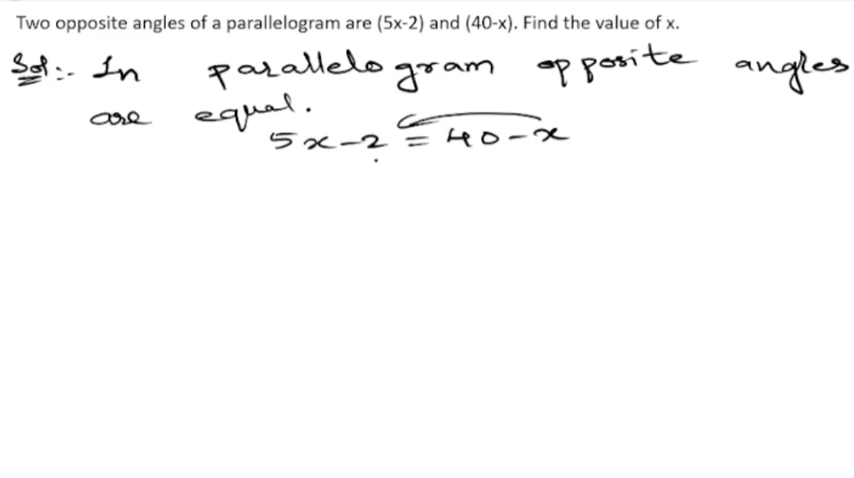 Two opposite angles of a parallelogram are (5x-2) and (40-x). Find the value of x.
Sol:- In parallelogram opposite angles
are equal.
5x-2 = 40-x